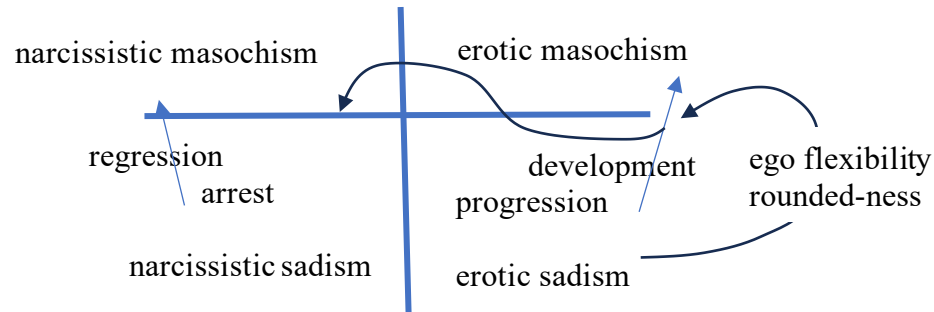 narcissistic masochism
erotic masochism
regression
arrest
development
progression
ego flexibility
rounded-ness
narcissistic sadism
erotic sadism